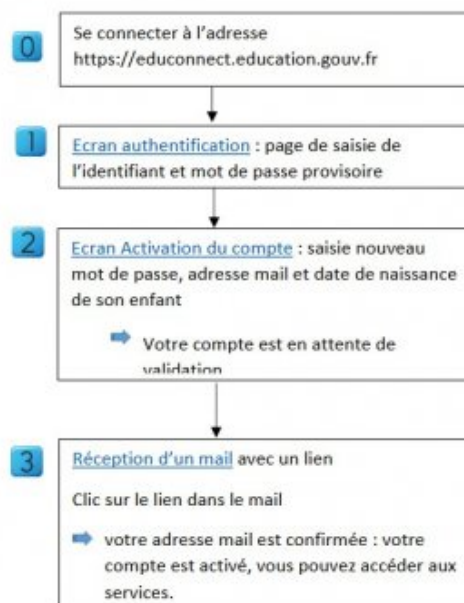 0
Se connecter à l'adresse
https://educonnect.education.gouv.fr
1
Ecran authentification : page de saisie de
l'identifiant et mot de passe provisoire
2
Ecran Activation du compte : saisie nouveau
mot de passe, adresse mail et date de naissance
de son enfant
Votre compte est en attente de
validation
3
Réception d'un mail avec un lien
Clic sur le lien dans le mail
votre adresse mail est confirmée : votre
compte est activé, vous pouvez accéder aux
services.